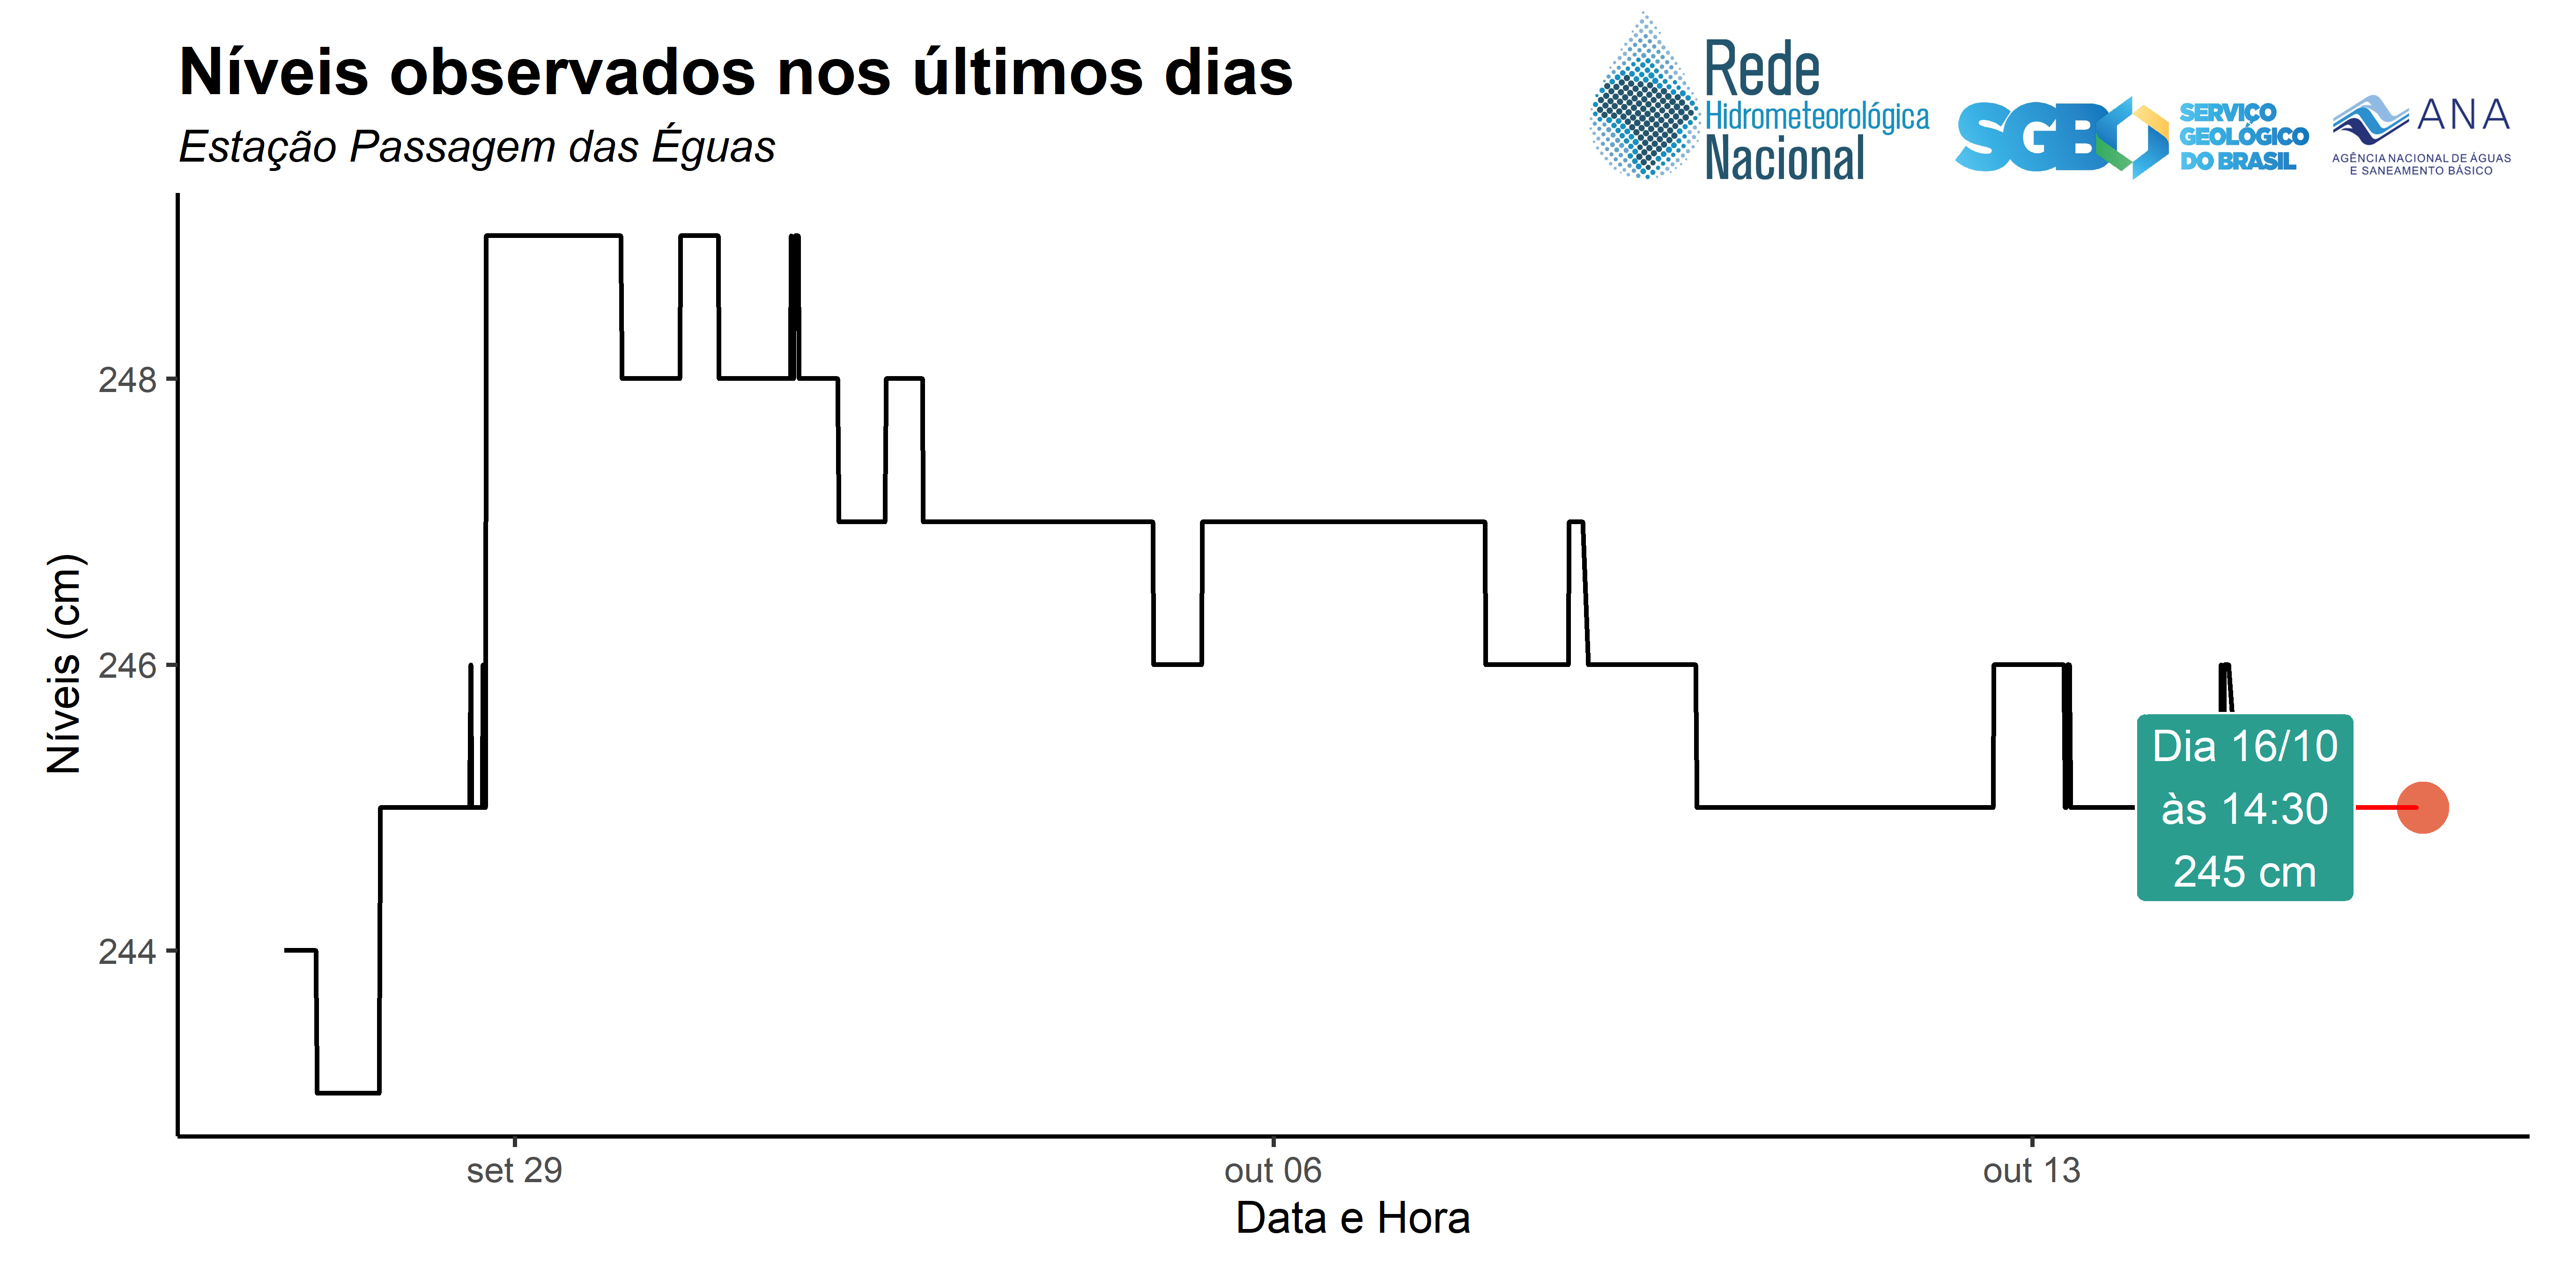 Níveis observados nos últimos dias
Estação Passagem das Éguas
Rede
Hidrometeorológica
Nacional
SGB
SERVIÇO
GEOLÓGICO
DO BRASIL
ANA
AGÊNCIA NACIONAL DE ÁGUAS
E SANEAMENTO BÁSICO
Níveis (cm)
248
246
244
Dia 16/10
às 14:30
245 cm
set 29
out 06
out 13
Data e Hora